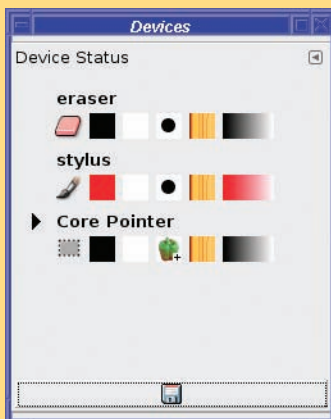 Devices
Device Status
eraser
stylus
Core Pointer